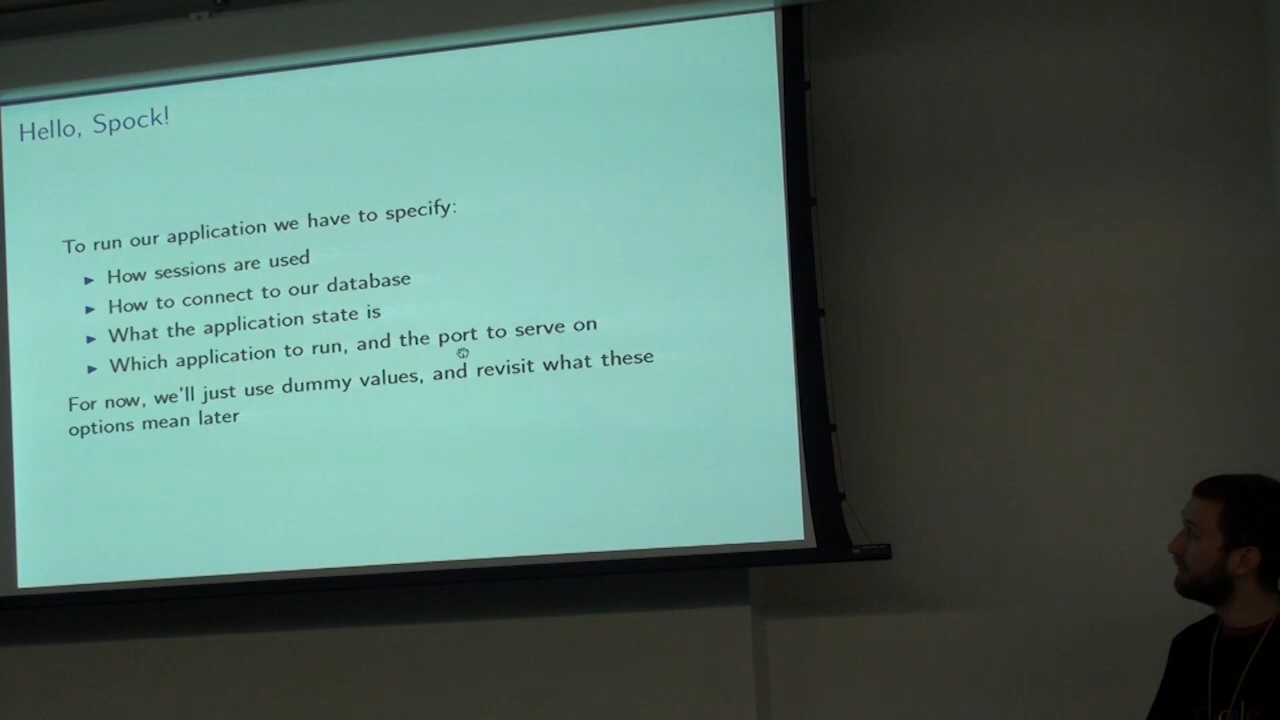 Hello, Spock!
To run our application we have to specify:
How sessions are used
How to connect to our database
What the application state is
Which application to run, and the port to serve on
For now, we'll just use dummy values, and revisit what these
options mean later